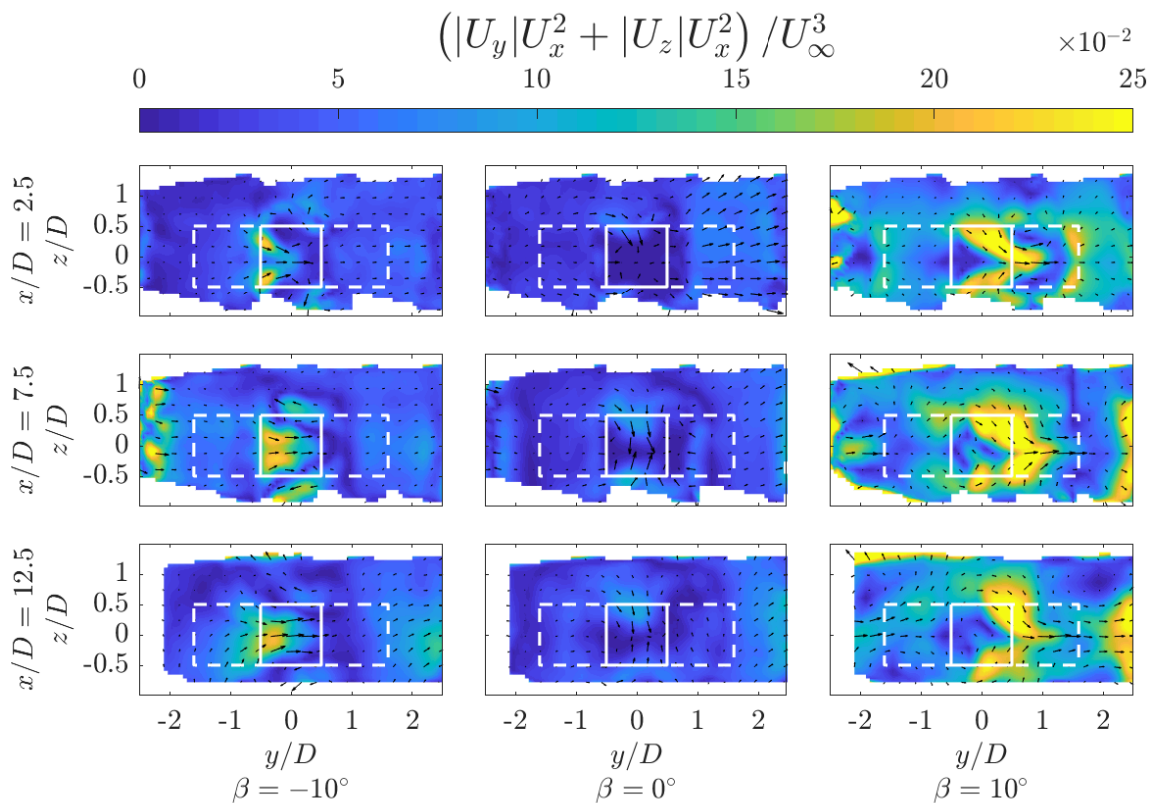 (|U_y|U_x^2 + |U_z|U_x^2) /U_∞^3
×10^-2
0 5 10 15 20 25
x/D = 2.5
z/D
1
0.5
0
-0.5
x/D = 7.5
z/D
1
0.5
0
-0.5
x/D = 12.5
z/D
1
0.5
0
-0.5
-2 -1 0 1 2 -2 -1 0 1 2 -2 -1 0 1 2
y/D y/D y/D
β = −10° β = 0° β = 10°